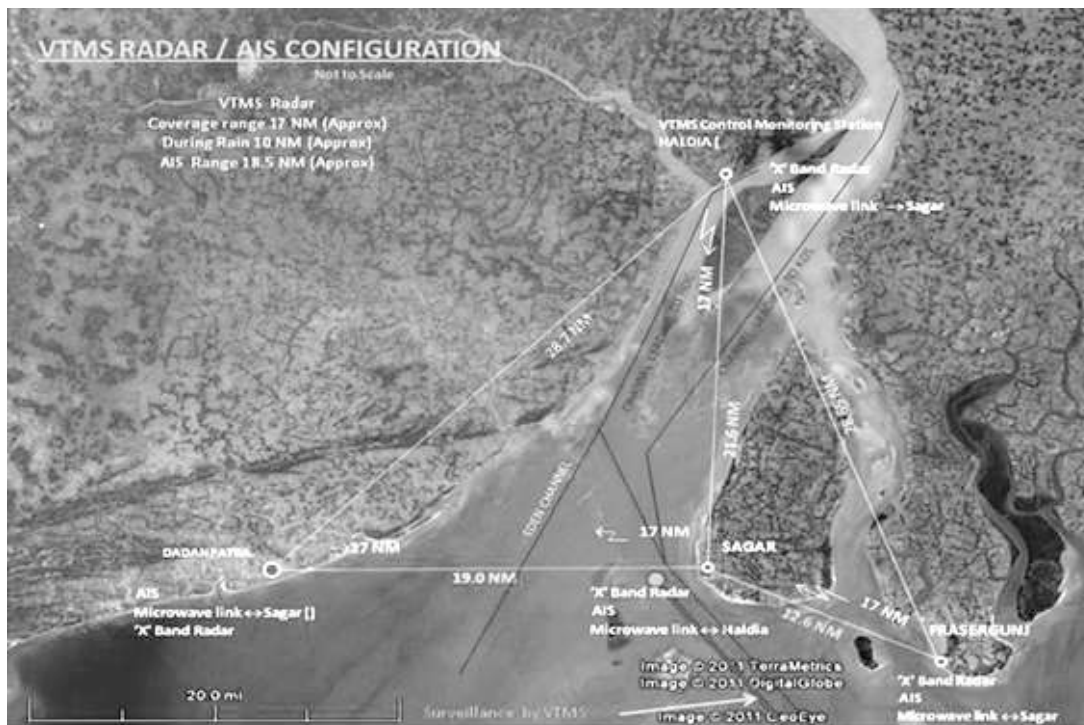 VTMS RADAR / AIS CONFIGURATION
Not to Scale
VTMS Radar
Coverage range 17 NM (Approx)
During Rain 10 NM (Approx)
AIS Range 18.5 NM (Approx)
VTMS Control Monitoring Station
HALDIA [
'X' Band Radar
AIS
Microwave link → Sagar
17 NM
28.7 NM
21.6 NM
EDEN CHANNEL
DADANPATRA
17 NM
19.0 NM
AIS
Microwave link ↔ Sagar []
'X' Band Radar
17 NM
SAGAR
'X' Band Radar
AIS
Microwave link ↔ Haldia
17 NM
12.6 NM
FRASERGUNJ
'X' Band Radar
AIS
Microwave link ↔ Sagar
Image © 2011 TerraMetrics
Image © 2011 DigitalGlobe
Image © 2011 GeoEye
20.0 mi
Surveillance by VTMS